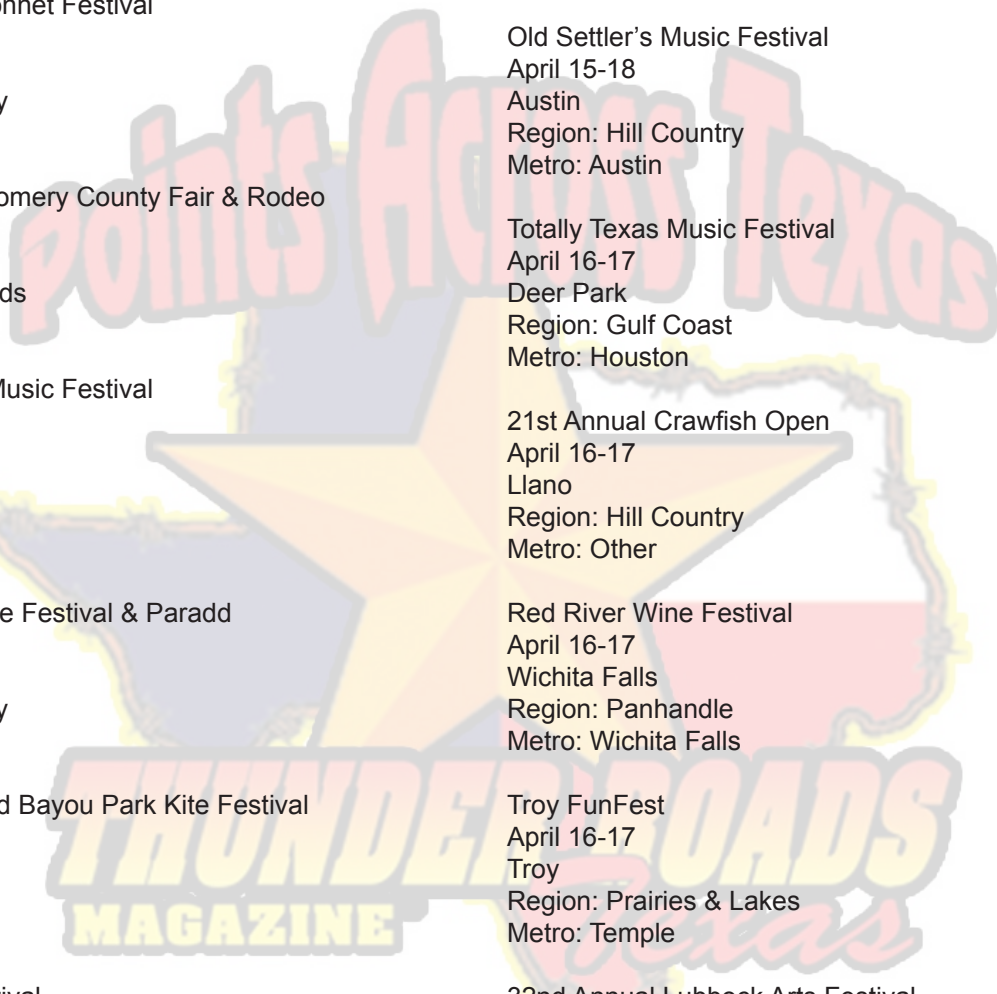 Points Across Texas
onnet Festival
y
omery County Fair & Rodeo
ds
Music Festival
e Festival & Paradd
y
d Bayou Park Kite Festival
ival
Old Settler’s Music Festival
April 15-18
Austin
Region: Hill Country
Metro: Austin
Totally Texas Music Festival
April 16-17
Deer Park
Region: Gulf Coast
Metro: Houston
21st Annual Crawfish Open
April 16-17
Llano
Region: Hill Country
Metro: Other
Red River Wine Festival
April 16-17
Wichita Falls
Region: Panhandle
Metro: Wichita Falls
Troy FunFest
April 16-17
Troy
Region: Prairies & Lakes
Metro: Temple
32nd Annual Lubbock Arts Festival
THUNDER ROADS
MAGAZINE
Texas